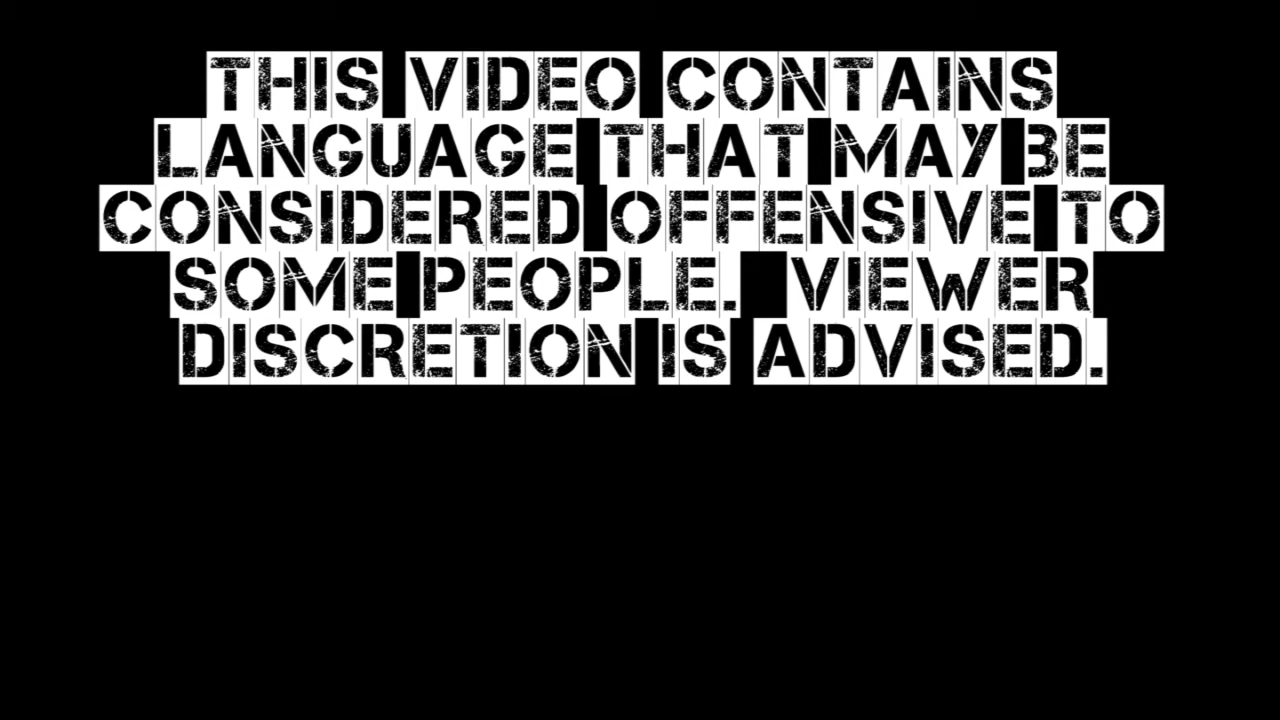 THIS VIDEO CONTAINS
LANGUAGE THAT MAY BE
CONSIDERED OFFENSIVE TO
SOME PEOPLE. VIEWER
DISCRETION IS ADVISED.